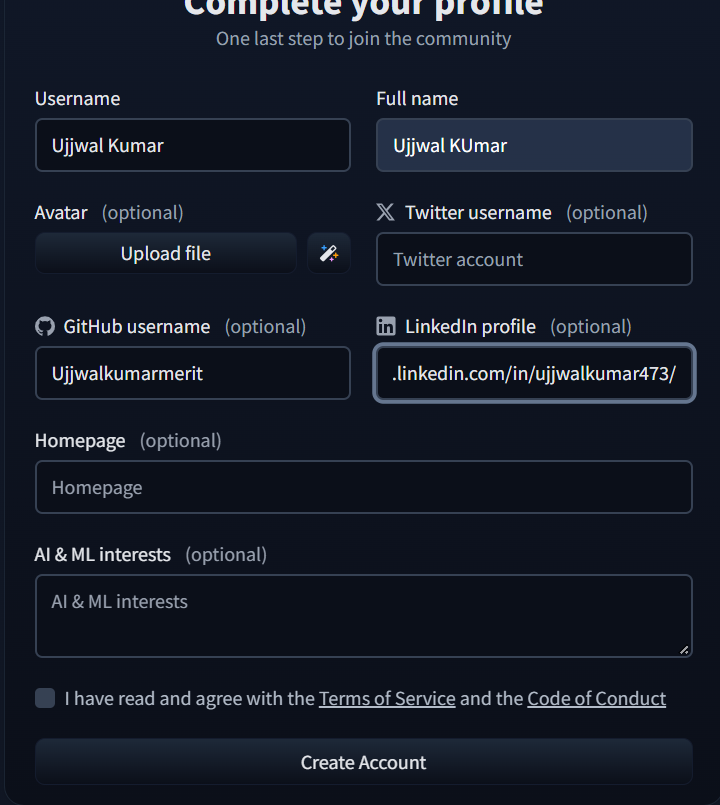 Complete your profile
One last step to join the community
Username
Full name
Ujjwal Kumar
Ujjwal KUmar
Avatar (optional)
Twitter username (optional)
Upload file
Twitter account
GitHub username (optional)
LinkedIn profile (optional)
Ujjwalkumarmerit
.linkedin.com/in/ujjwalkumar473/
Homepage (optional)
Homepage
AI & ML interests (optional)
AI & ML interests
I have read and agree with the Terms of Service and the Code of Conduct
Create Account